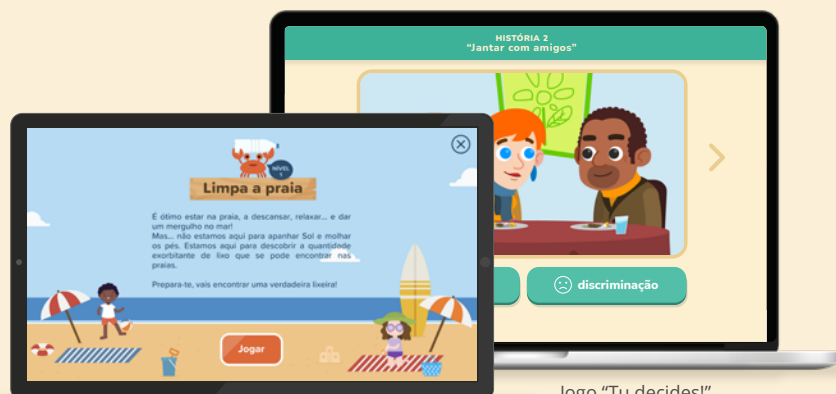 HISTÓRIA 2
“Jantar com amigos”
NÍVEL
1
Limpa a praia
É ótimo estar na praia, a descansar, relaxar... e dar
um mergulho no mar!
Mas... não estamos aqui para apanhar Sol e molhar
os pés. Estamos aqui para descobrir a quantidade
exorbitante de lixo que se pode encontrar nas
praias.
Prepara-te, vais encontrar uma verdadeira lixeira!
Jogar
discriminação
Jogo “Tu decides!”